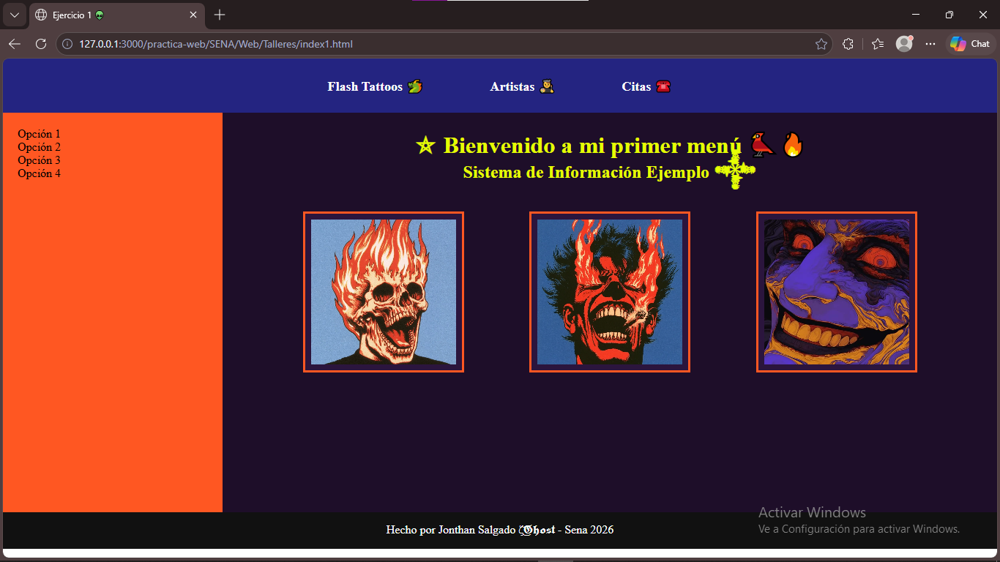 Ejercicio 1 👽
127.0.0.1:3000/practica-web/SENA/Web/Talleres/index1.html
Chat
Flash Tattoos 🐲 Artistas 👩‍🎨 Citas ☎️
Opción 1
Opción 2
Opción 3
Opción 4
⛧ Bienvenido a mi primer menú 🐦‍🔥
Sistema de Información Ejemplo
Activar Windows
Ve a Configuración para activar Windows.
Hecho por Jonthan Salgado 𝕲𝖍𝖔𝖘𝖙 - Sena 2026